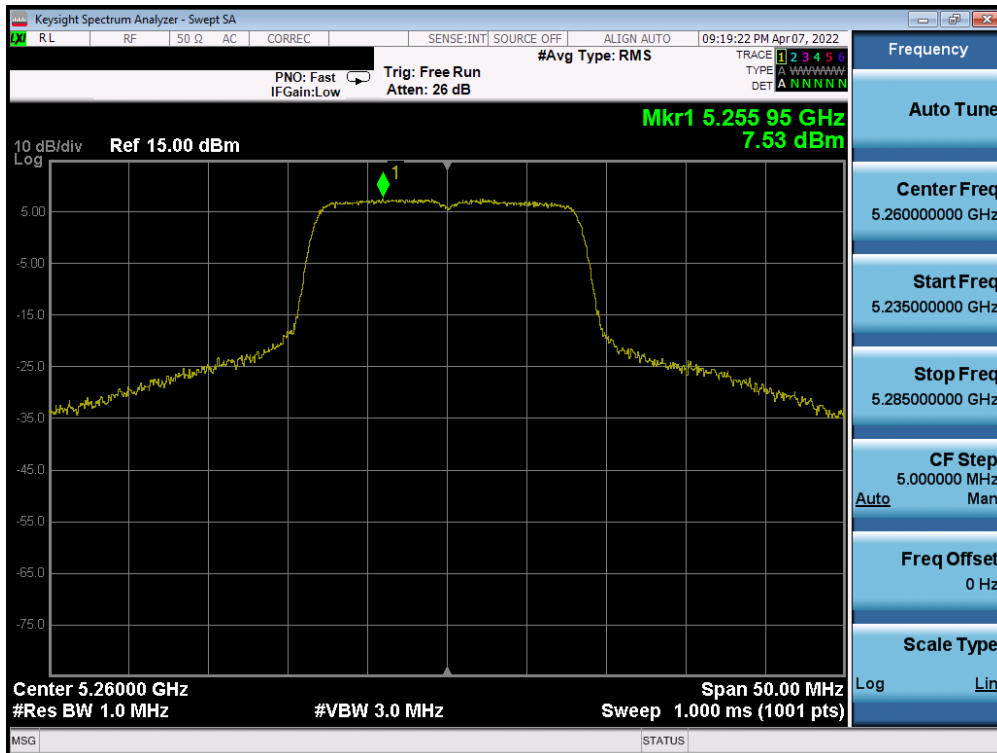 Keysight Spectrum Analyzer - Swept SA
LXI RL RF 50 Ω AC CORREC SENSE:INT SOURCE OFF ALIGN AUTO 09:19:22 PM Apr 07, 2022
#Avg Type: RMS
TRACE 1 2 3 4 5 6
PNO: Fast Trig: Free Run
TYPE A WWWWW
IFGain:Low Atten: 26 dB
DET A N N N N N
Mkr1 5.255 95 GHz
7.53 dBm
10 dB/div Ref 15.00 dBm
Log
1
5.00
-5.00
-15.0
-25.0
-35.0
-45.0
-55.0
-65.0
-75.0
Center 5.26000 GHz Span 50.00 MHz
#Res BW 1.0 MHz #VBW 3.0 MHz Sweep 1.000 ms (1001 pts)
MSG STATUS
Frequency
Auto Tune
Center Freq
5.260000000 GHz
Start Freq
5.235000000 GHz
Stop Freq
5.285000000 GHz
CF Step
5.000000 MHz
Auto Man
Freq Offset
0 Hz
Scale Type
Log Lin